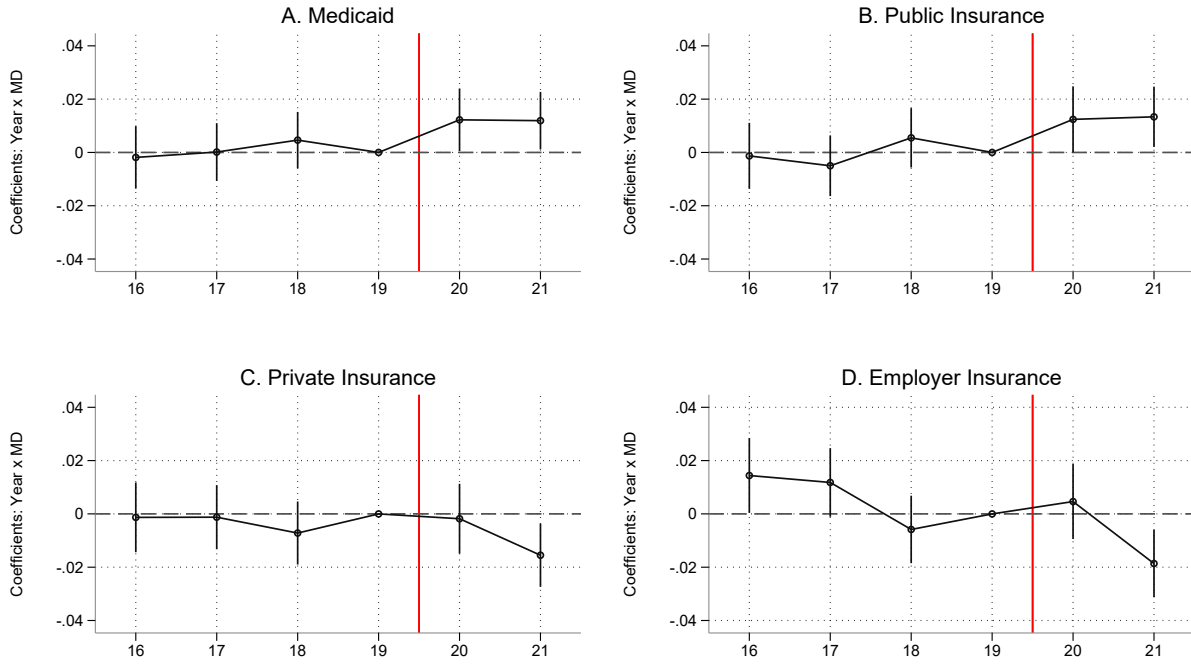 A. Medicaid
Coefficients: Year x MD
.04
.02
0
-.02
-.04
16 17 18 19 20 21
B. Public Insurance
Coefficients: Year x MD
.04
.02
0
-.02
-.04
16 17 18 19 20 21
C. Private Insurance
Coefficients: Year x MD
.04
.02
0
-.02
-.04
16 17 18 19 20 21
D. Employer Insurance
Coefficients: Year x MD
.04
.02
0
-.02
-.04
16 17 18 19 20 21